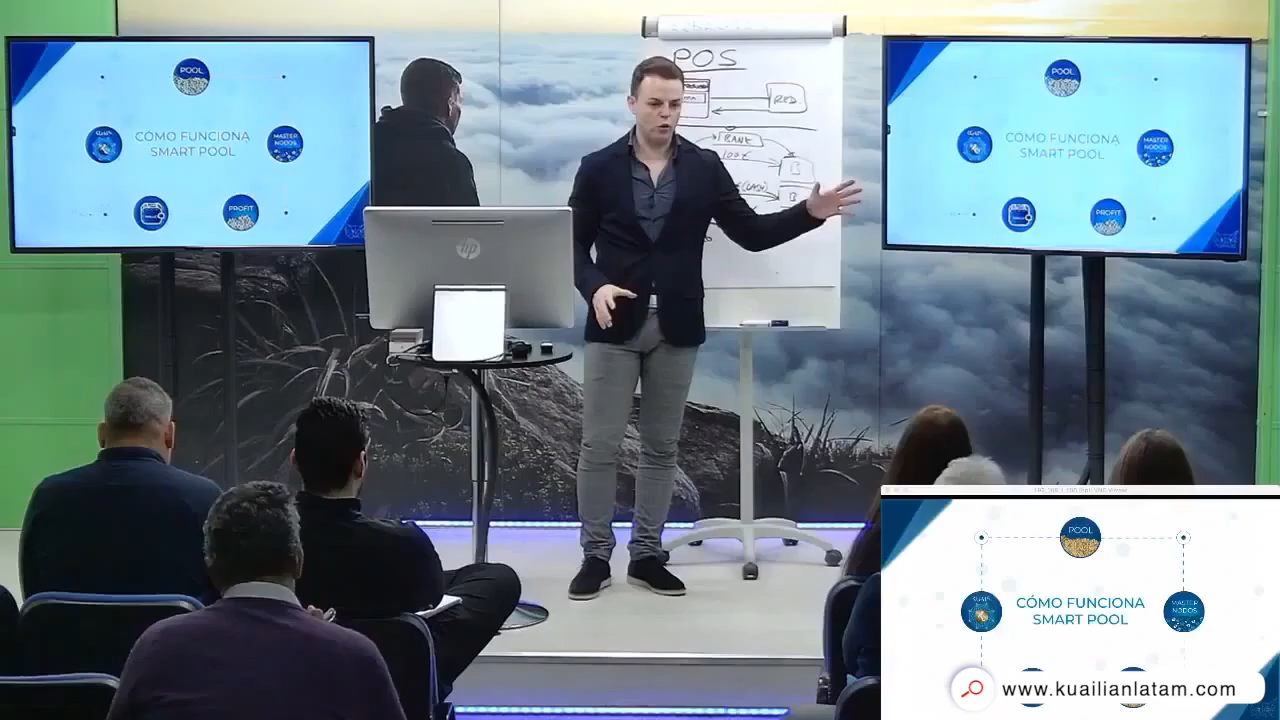 POOL
CÓMO FUNCIONA
SMART POOL
MASTER
NODOS
PROFIT
hp
POS
RED
BANK
100X
B
B
POOL
CÓMO FUNCIONA
SMART POOL
MASTER
NODOS
PROFIT
POOL
CÓMO FUNCIONA
SMART POOL
MASTER
NODOS
www.kuailianlatam.com